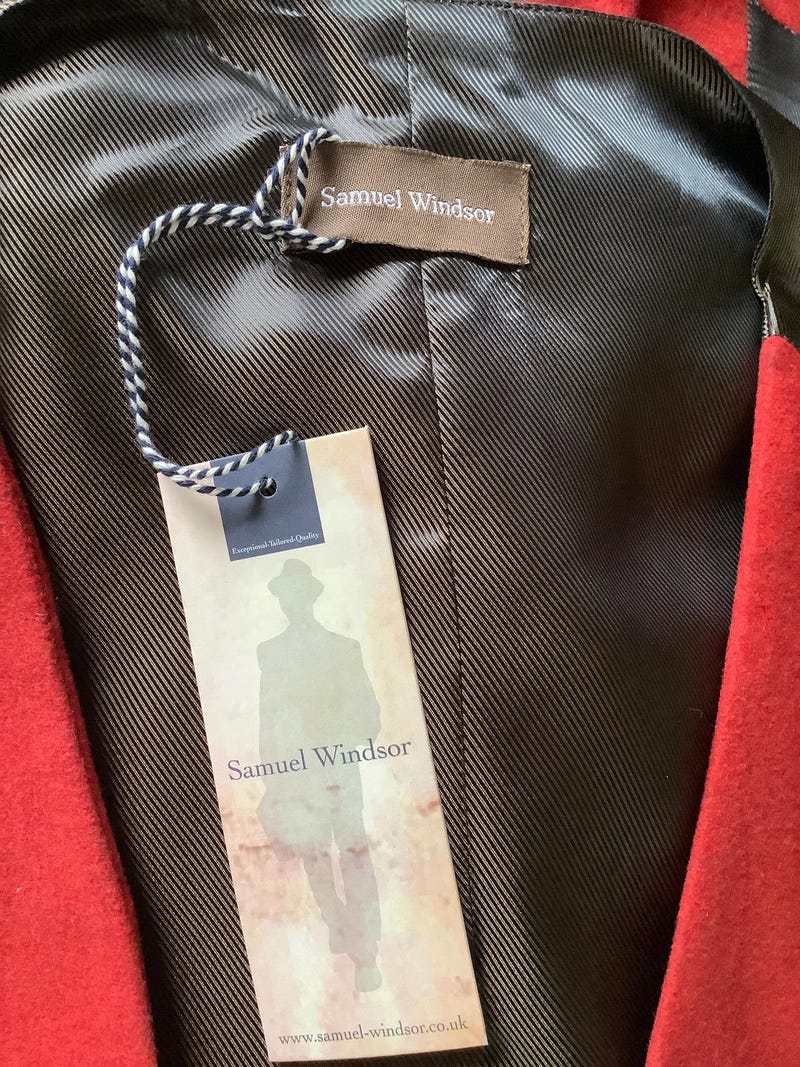 Samuel Windsor
Exceptional-Tailored-Quality
Samuel Windsor
www.samuel-windsor.co.uk